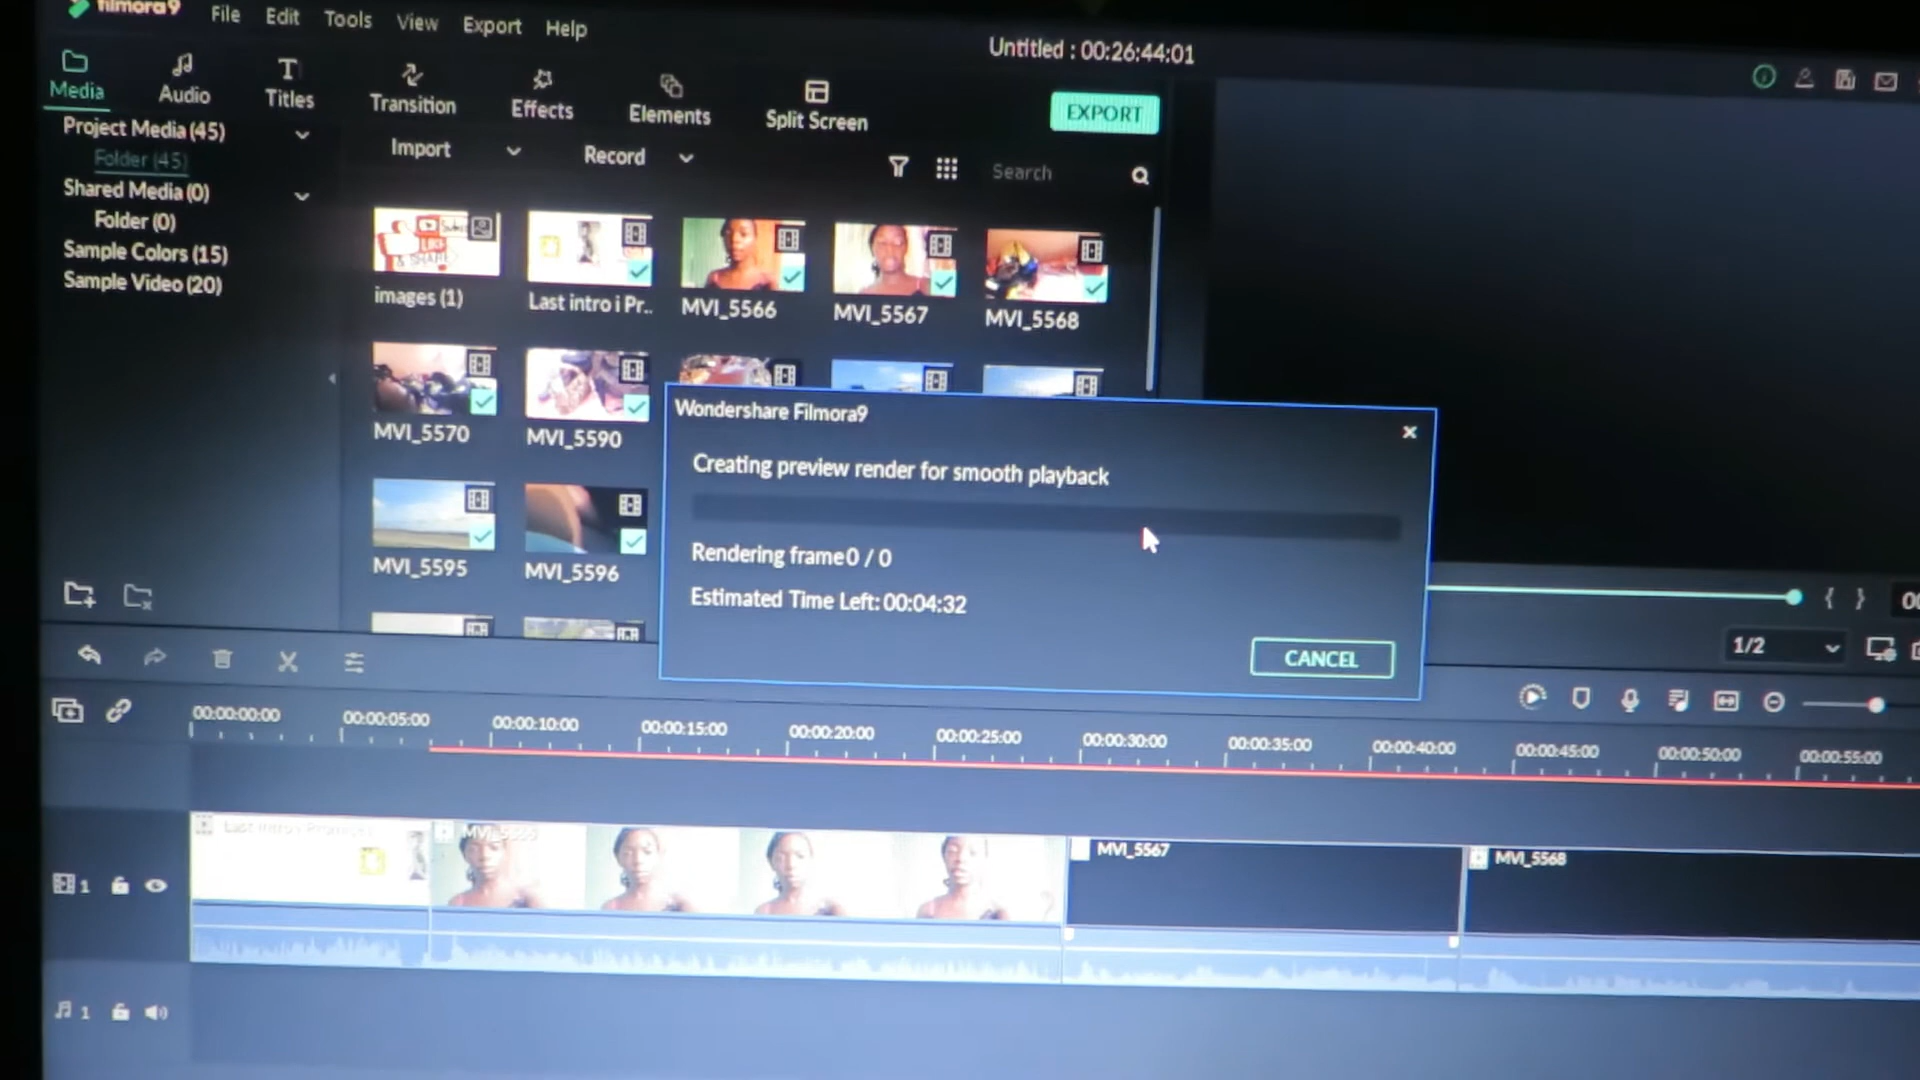 filmora9
File Edit Tools View Export Help
Untitled : 00:26:44:01
Media Audio Titles Transition Effects Elements Split Screen
EXPORT
Project Media (45)
Folder (45)
Shared Media (0)
Folder (0)
Sample Colors (15)
Sample Video (20)
Import Record Search
LIKE
& SHARE
images (1) Last intro i Pr.. MVI_5566 MVI_5567 MVI_5568
MVI_5570 MVI_5590
MVI_5595 MVI_5596
Wondershare Filmora9
Creating preview render for smooth playback
Rendering frame0 / 0
Estimated Time Left: 00:04:32
CANCEL
{ }
1/2
00:00:00:00 00:00:05:00 00:00:10:00 00:00:15:00 00:00:20:00 00:00:25:00 00:00:30:00 00:00:35:00 00:00:40:00 00:00:45:00 00:00:50:00 00:00:55:00
MVI_5566 MVI_5567 MVI_5568
1
1